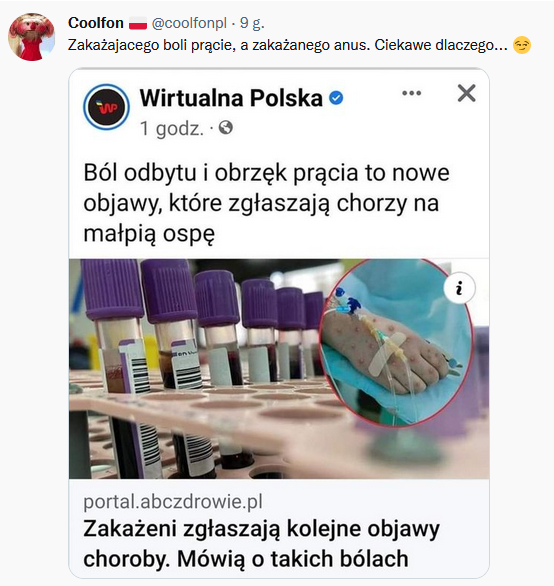 Coolfon 🇵🇱 @coolfonpl · 9 g.
Zakażajacego boli prącie, a zakażanego anus. Ciekawe dlaczego... 😏
Wirtualna Polska
1 godz. ·
Ból odbytu i obrzęk prącia to nowe
objawy, które zgłaszają chorzy na
małpią ospę
portal.abczdrowie.pl
Zakażeni zgłaszają kolejne objawy
choroby. Mówią o takich bólach